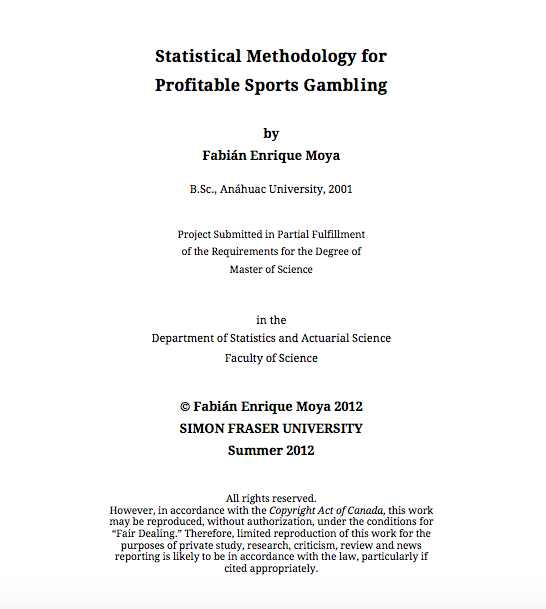 Statistical Methodology for
Profitable Sports Gambling
by
Fabián Enrique Moya
B.Sc., Anáhuac University, 2001
Project Submitted in Partial Fulfillment
of the Requirements for the Degree of
Master of Science
in the
Department of Statistics and Actuarial Science
Faculty of Science
© Fabián Enrique Moya 2012
SIMON FRASER UNIVERSITY
Summer 2012
All rights reserved.
However, in accordance with the Copyright Act of Canada, this work
may be reproduced, without authorization, under the conditions for
“Fair Dealing.” Therefore, limited reproduction of this work for the
purposes of private study, research, criticism, review and news
reporting is likely to be in accordance with the law, particularly if
cited appropriately.